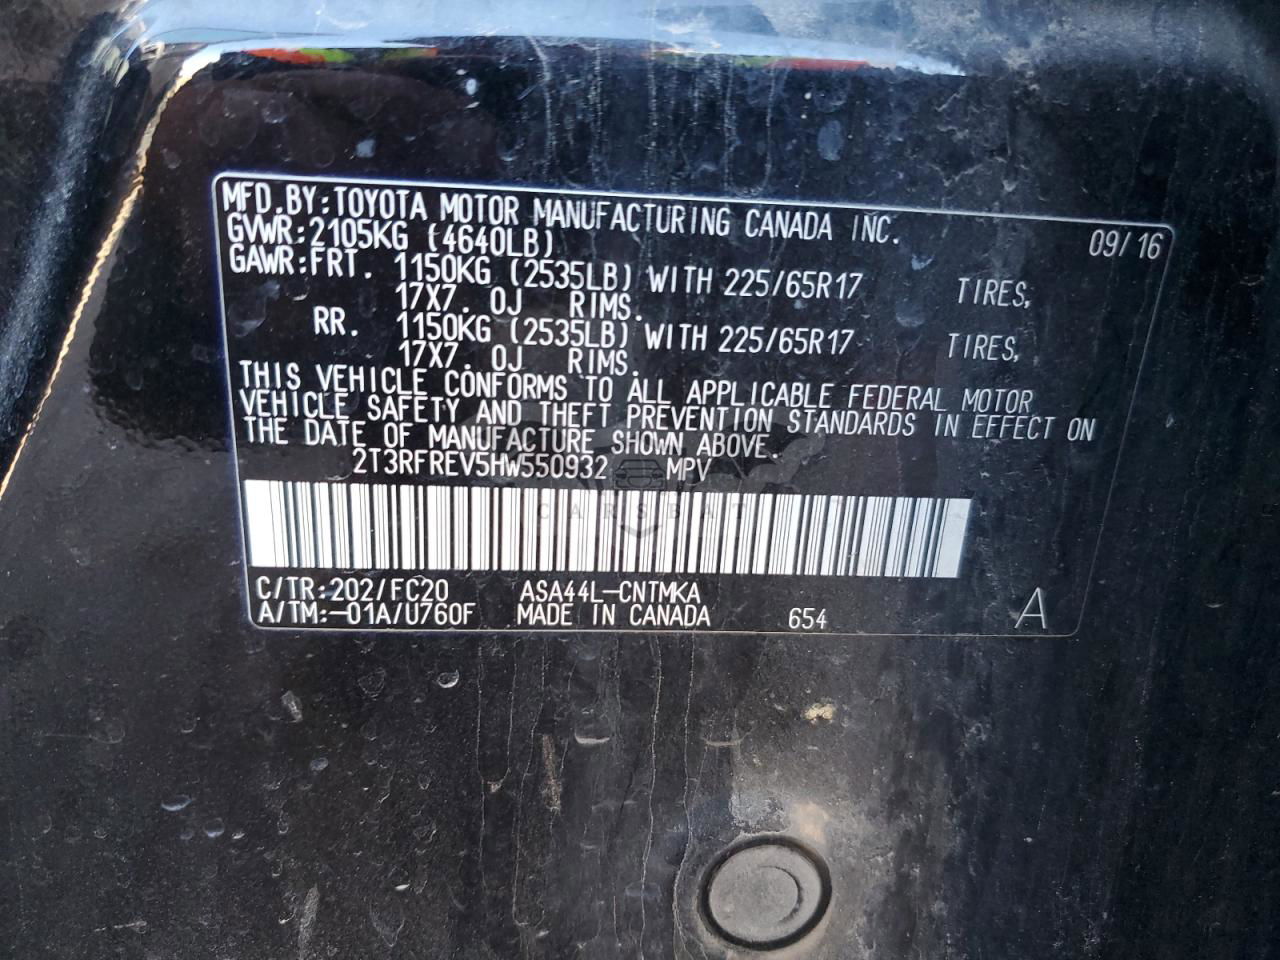 MFD.BY:TOYOTA MOTOR MANUFACTURING CANADA INC.
GVWR:2105KG (4640LB) 09/16
GAWR:FRT. 1150KG (2535LB) WITH 225/65R17 TIRES,
17X7. 0J RIMS.
RR. 1150KG (2535LB) WITH 225/65R17 TIRES,
17X7. 0J RIMS.
THIS VEHICLE CONFORMS TO ALL APPLICABLE FEDERAL MOTOR
VEHICLE SAFETY AND THEFT PREVENTION STANDARDS IN EFFECT ON
THE DATE OF MANUFACTURE SHOWN ABOVE.
2T3RFREV5HW550932 MPV
CARSBAT
C/TR:202/FC20 ASA44L-CNTMKA
A/TM:-01A/U760F MADE IN CANADA 654 A